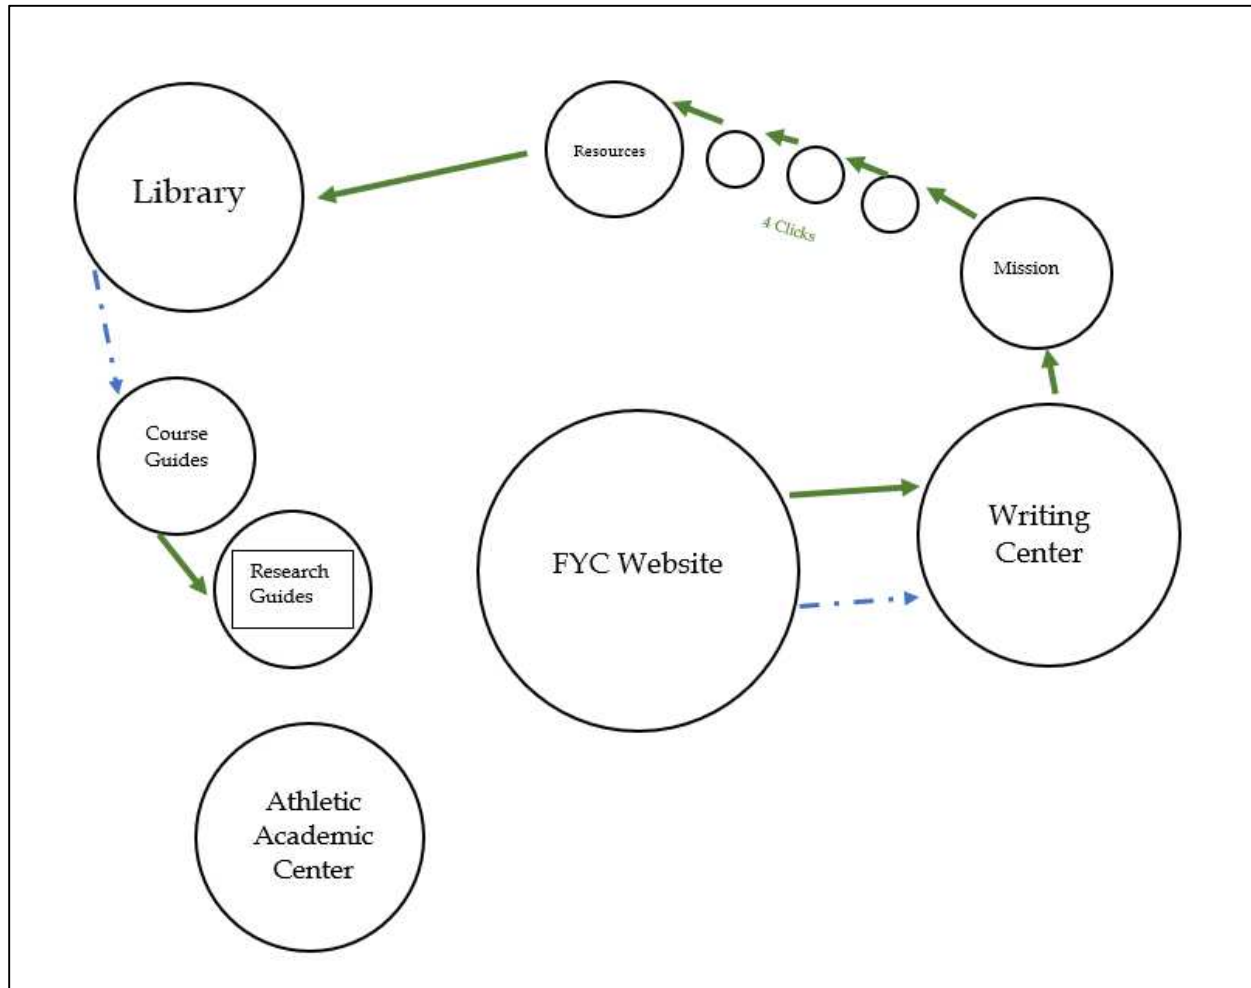 Library
Resources
4 Clicks
Mission
Course
Guides
Research
Guides
FYC Website
Writing
Center
Athletic
Academic
Center